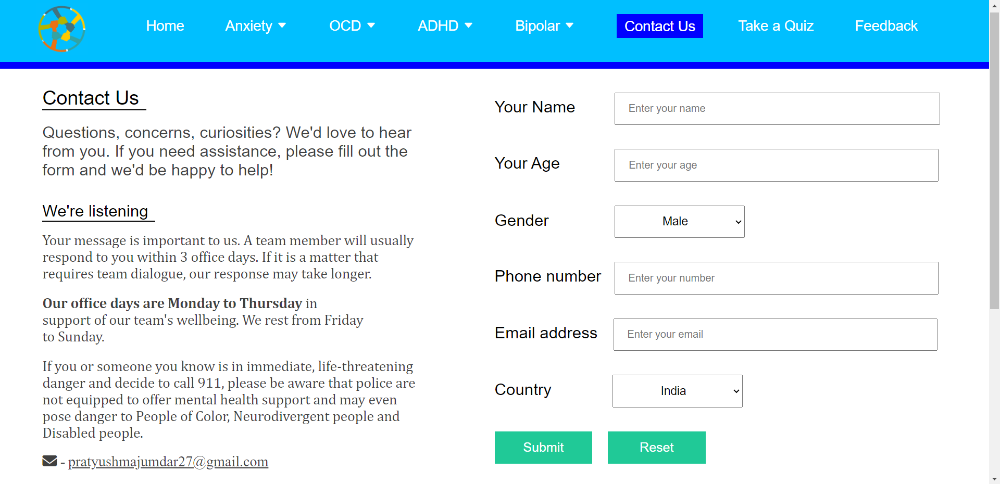 Home Anxiety OCD ADHD Bipolar Contact Us Take a Quiz Feedback
Contact Us
Questions, concerns, curiosities? We'd love to hear
from you. If you need assistance, please fill out the
form and we'd be happy to help!
We're listening
Your message is important to us. A team member will usually
respond to you within 3 office days. If it is a matter that
requires team dialogue, our response may take longer.
Our office days are Monday to Thursday in
support of our team's wellbeing. We rest from Friday
to Sunday.
If you or someone you know is in immediate, life-threatening
danger and decide to call 911, please be aware that police are
not equipped to offer mental health support and may even
pose danger to People of Color, Neurodivergent people and
Disabled people.
- pratyushmajumdar27@gmail.com
Your Name Enter your name
Your Age Enter your age
Gender Male
Phone number Enter your number
Email address Enter your email
Country India
Submit Reset